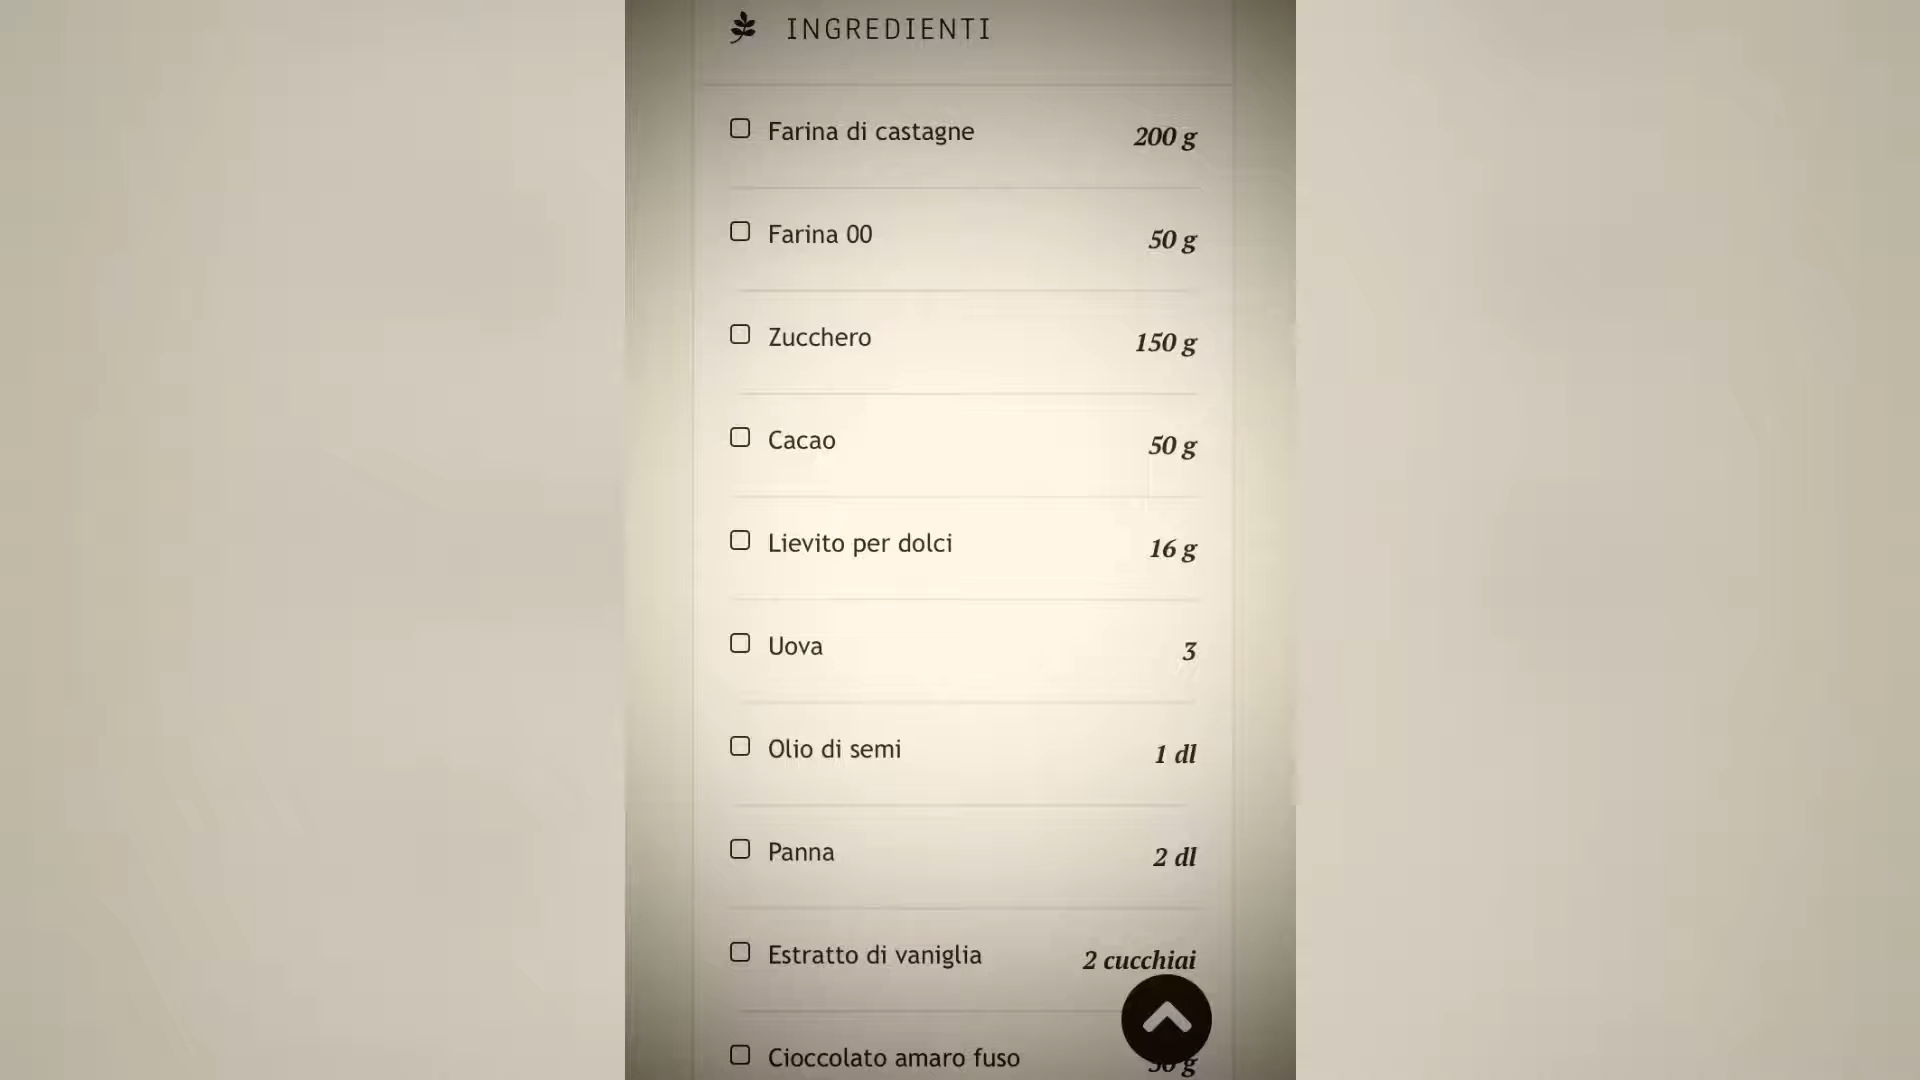 INGREDIENTI
Farina di castagne 200 g
Farina 00 50 g
Zucchero 150 g
Cacao 50 g
Lievito per dolci 16 g
Uova 3
Olio di semi 1 dl
Panna 2 dl
Estratto di vaniglia 2 cucchiai
Cioccolato amaro fuso g